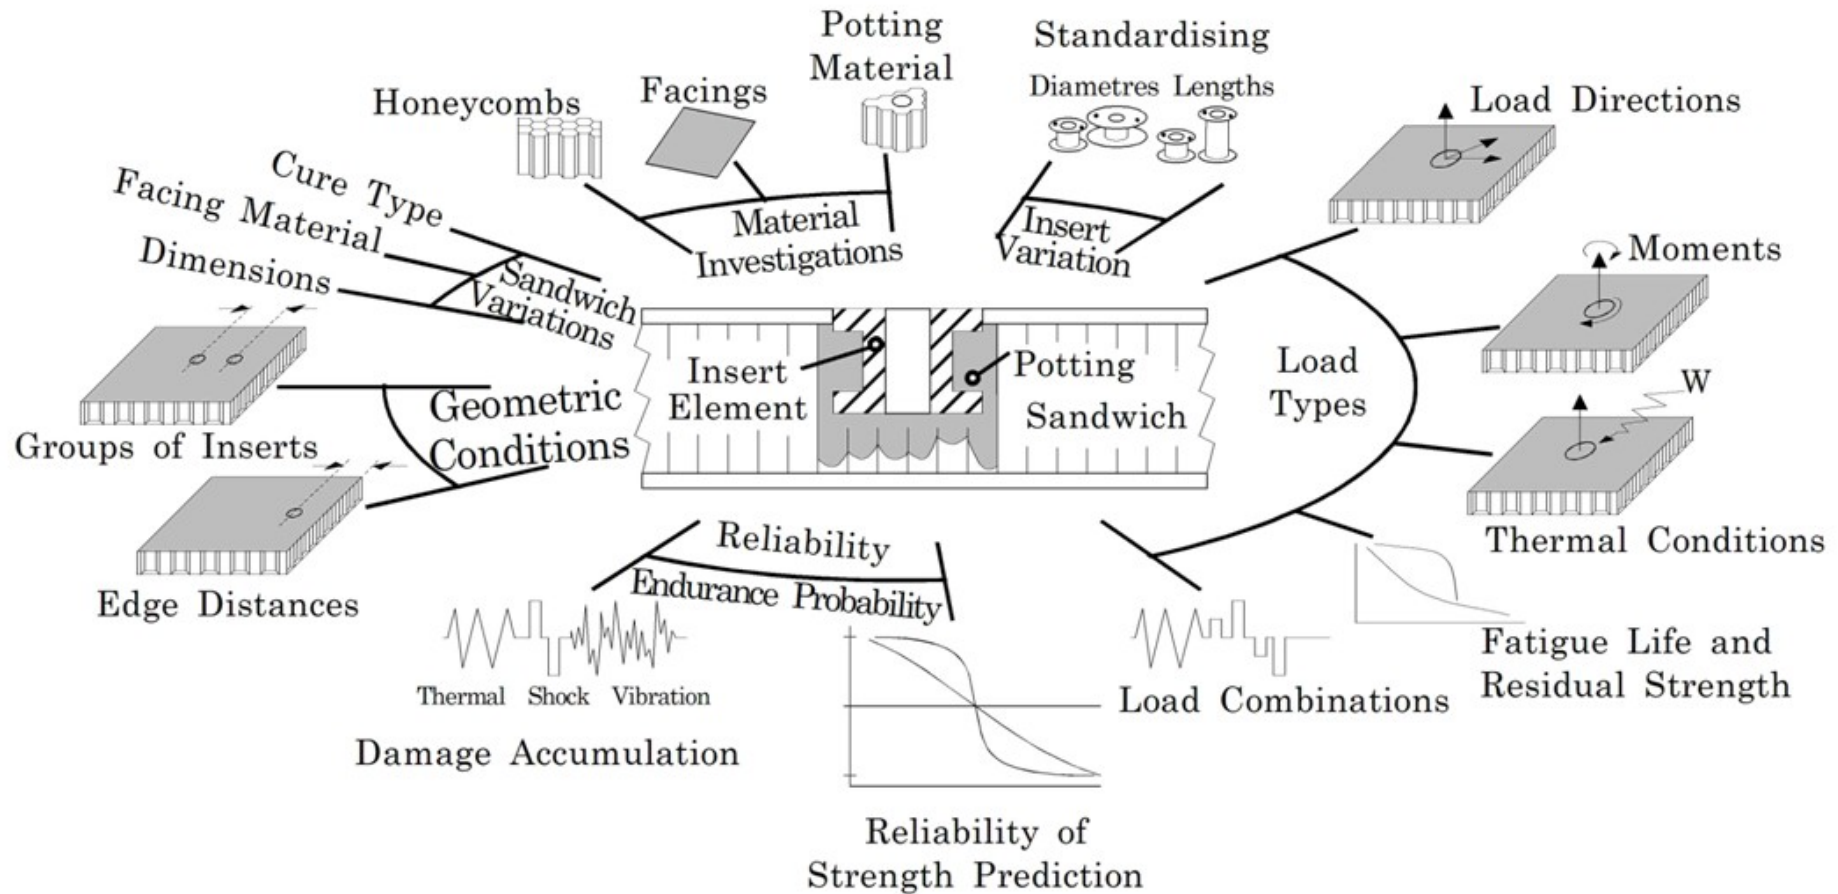 Potting
Material
Standardising
Diametres Lengths
Honeycombs
Facings
Load Directions
Cure Type
Facing Material
Dimensions
Material
Investigations
Insert
Variation
Moments
Sandwich
Variations
Insert
Element
Potting
Sandwich
Load
Types
W
Geometric
Conditions
Groups of Inserts
Thermal Conditions
Edge Distances
Reliability
Endurance Probability
Thermal Shock Vibration
Damage Accumulation
Load Combinations
Fatigue Life and
Residual Strength
Reliability of
Strength Prediction